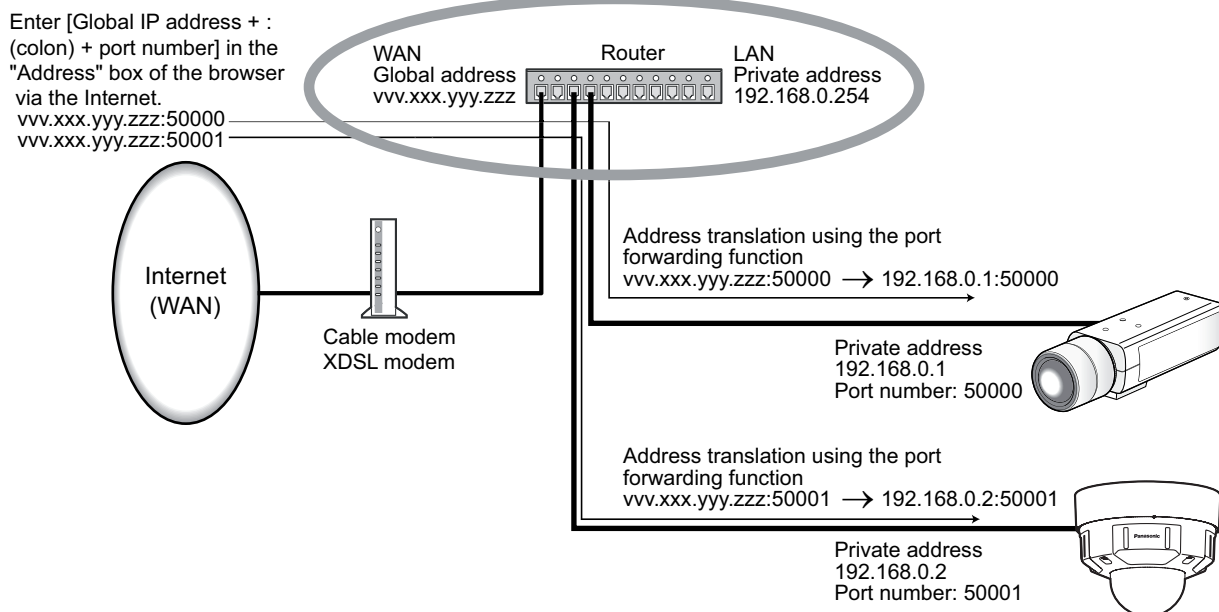 Enter [Global IP address + :
(colon) + port number] in the
"Address" box of the browser
via the Internet.
vvv.xxx.yyy.zzz:50000
vvv.xxx.yyy.zzz:50001
WAN
Global address
vvv.xxx.yyy.zzz
Router
LAN
Private address
192.168.0.254
Internet
(WAN)
Cable modem
XDSL modem
Address translation using the port
forwarding function
vvv.xxx.yyy.zzz:50000 → 192.168.0.1:50000
Private address
192.168.0.1
Port number: 50000
Address translation using the port
forwarding function
vvv.xxx.yyy.zzz:50001 → 192.168.0.2:50001
Panasonic
Private address
192.168.0.2
Port number: 50001